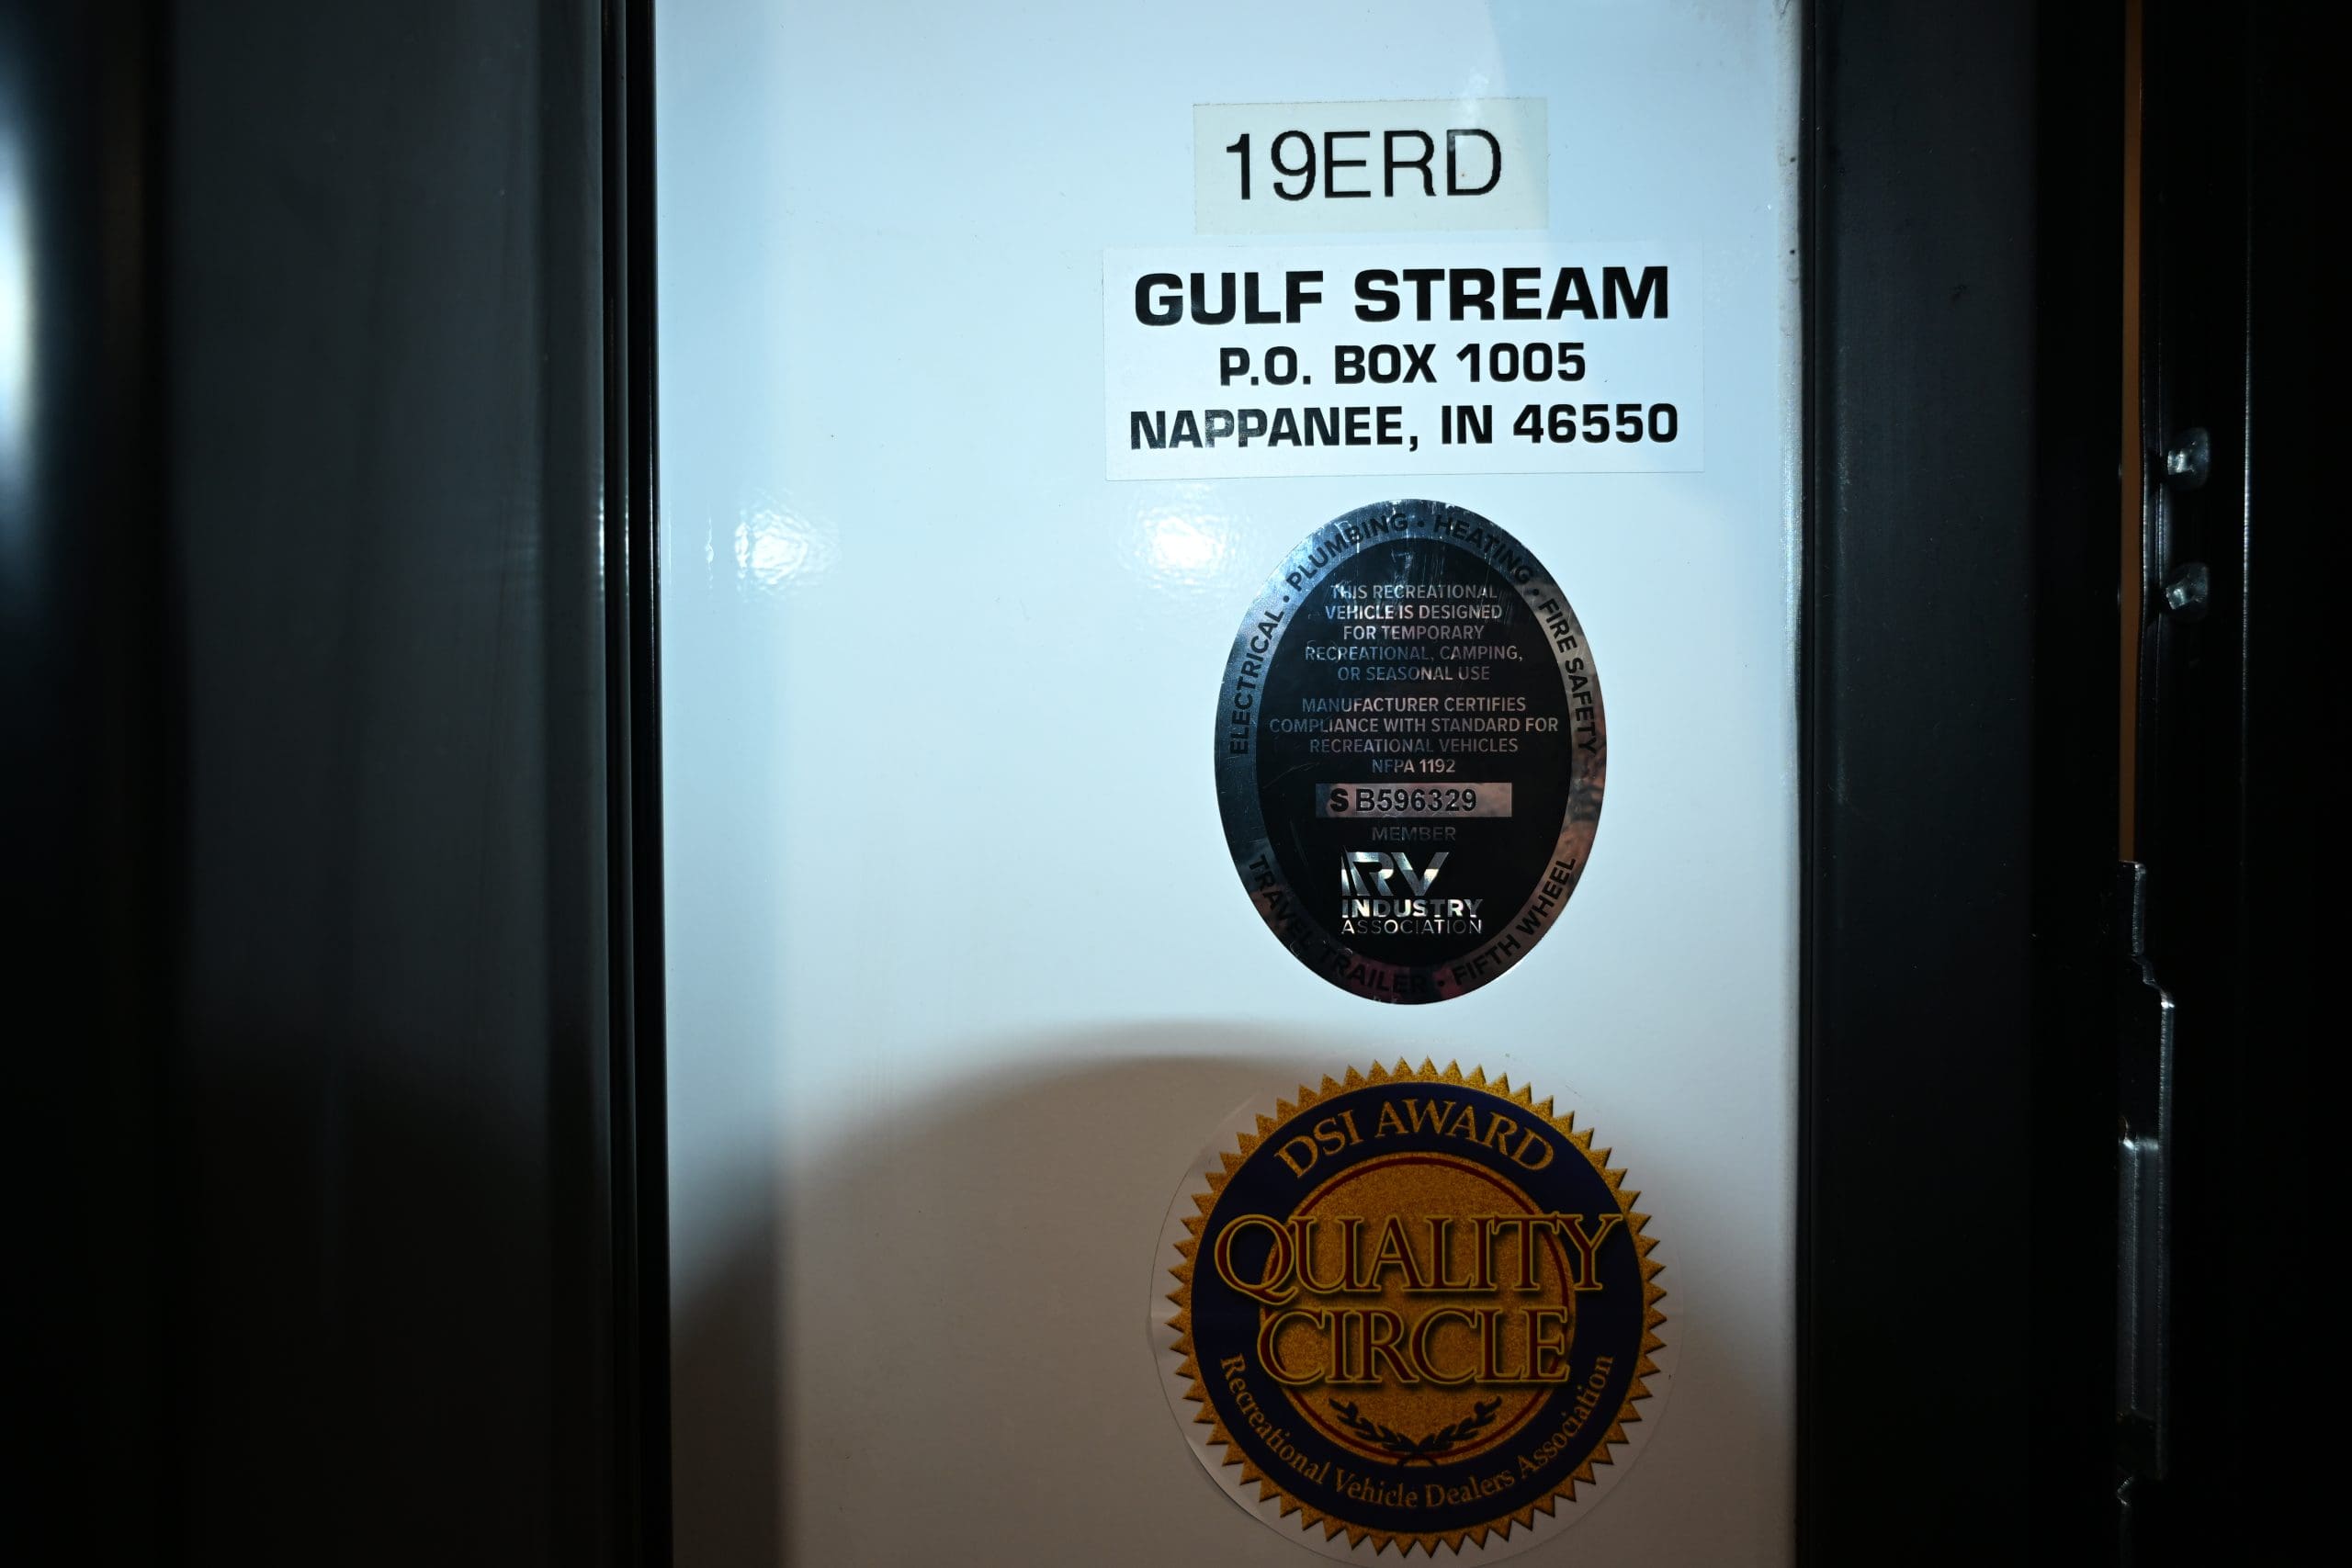 19ERD
GULF STREAM
P.O. BOX 1005
NAPPANEE, IN 46550
ELECTRICAL • PLUMBING • HEATING • FIRE SAFETY
THIS RECREATIONAL
VEHICLE IS DESIGNED
FOR TEMPORARY
RECREATIONAL, CAMPING,
OR SEASONAL USE
MANUFACTURER CERTIFIES
COMPLIANCE WITH STANDARD FOR
RECREATIONAL VEHICLES
NFPA 1192
S B596329
MEMBER
RV
INDUSTRY
ASSOCIATION
TRAVEL TRAILER • FIFTH WHEEL
DSI AWARD
QUALITY
CIRCLE
Recreational Vehicle Dealers Association